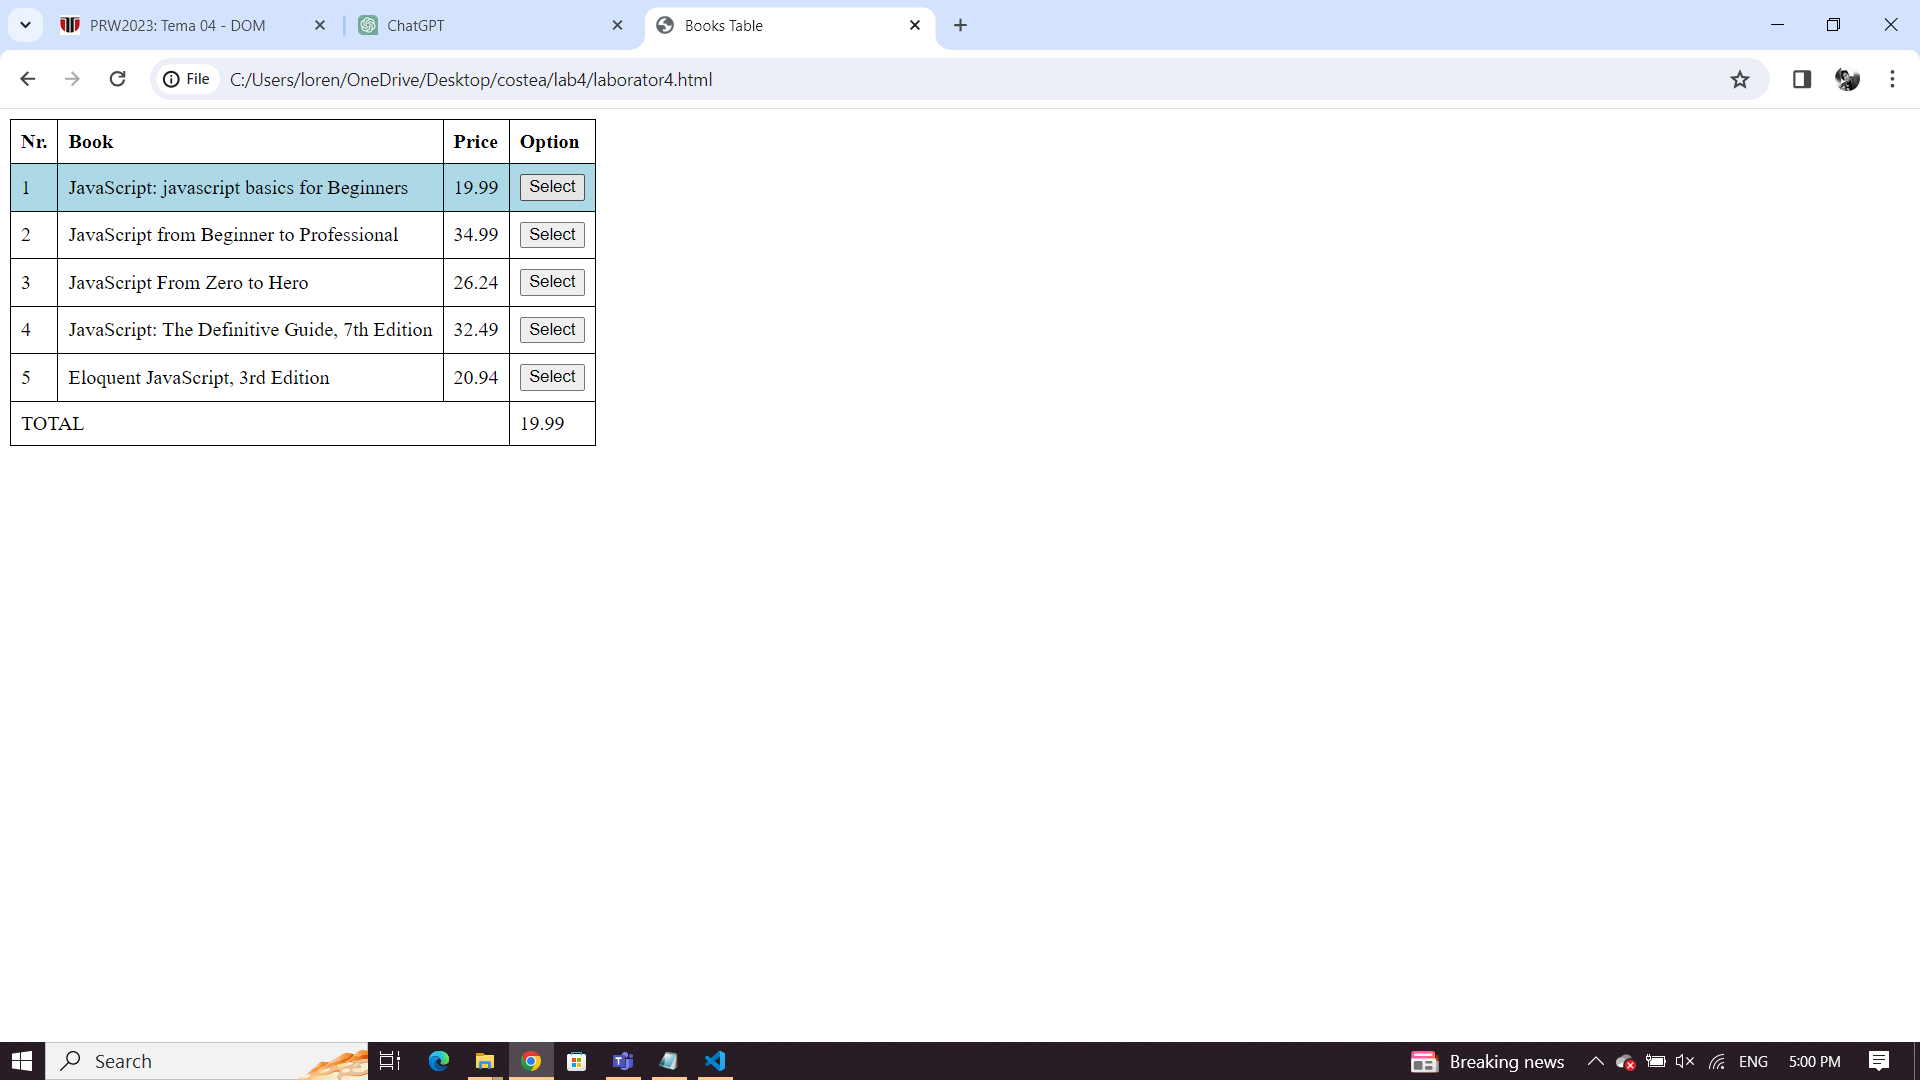 PRW2023: Tema 04 - DOM
ChatGPT
Books Table
File
C:/Users/loren/OneDrive/Desktop/costea/lab4/laborator4.html
Nr. Book Price Option
1 JavaScript: javascript basics for Beginners 19.99 Select
2 JavaScript from Beginner to Professional 34.99 Select
3 JavaScript From Zero to Hero 26.24 Select
4 JavaScript: The Definitive Guide, 7th Edition 32.49 Select
5 Eloquent JavaScript, 3rd Edition 20.94 Select
TOTAL 19.99
Search
Breaking news
ENG
5:00 PM